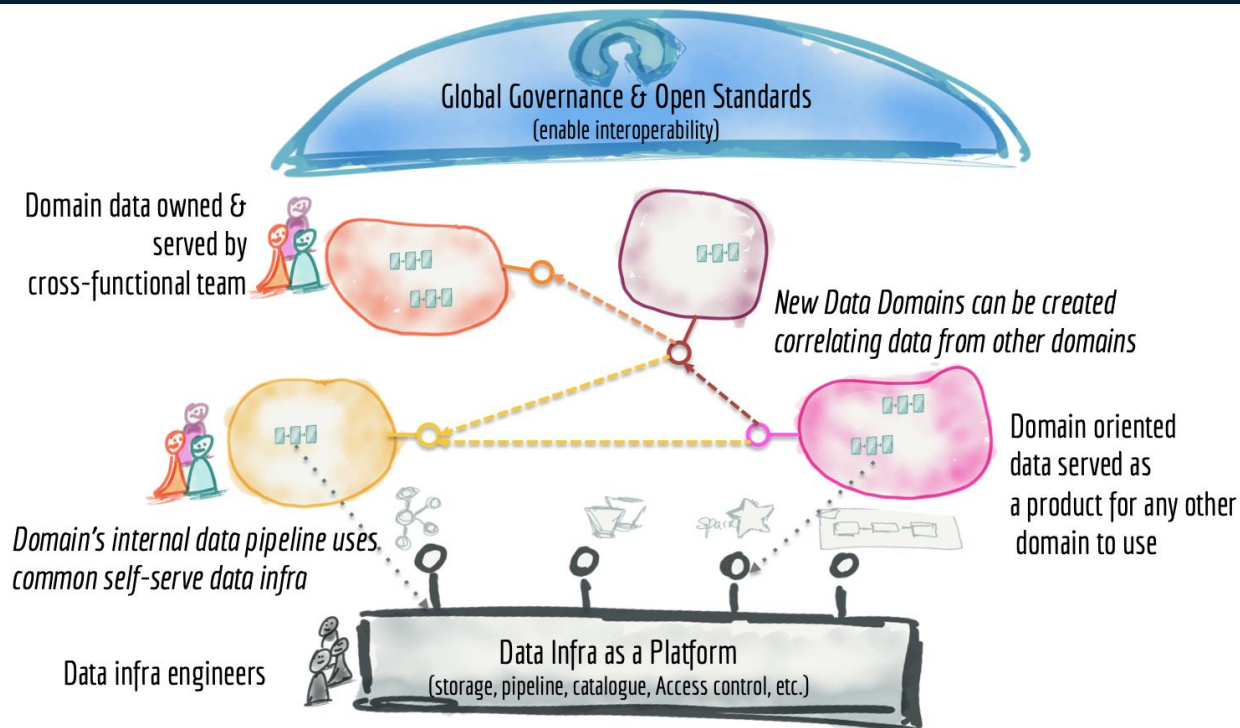 Global Governance & Open Standards
(enable interoperability)
Domain data owned &
served by
cross-functional team
New Data Domains can be created
correlating data from other domains
Domain oriented
data served as
a product for any other
domain to use
Domain's internal data pipeline uses
common self-serve data infra
Spark
Data infra engineers
Data Infra as a Platform
(storage, pipeline, catalogue, Access control, etc.)